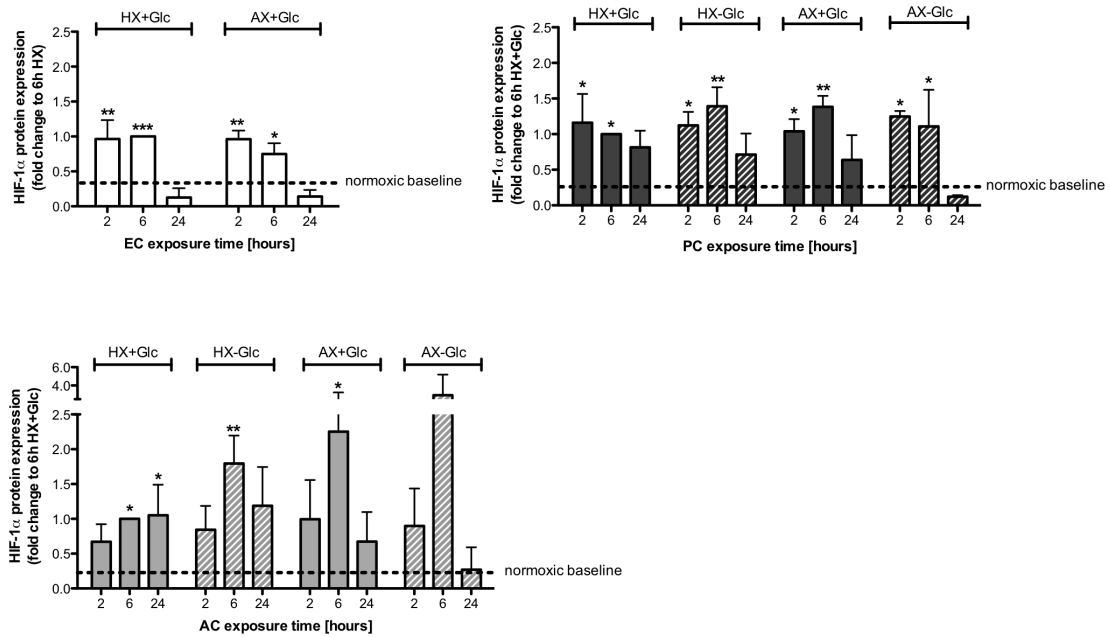 HX+Glc AX+Glc
HIF-1α protein expression
(fold change to 6h HX)
2.5
2.0
1.5
1.0
0.5
0.0
** *** ** *
normoxic baseline
2 6 24 2 6 24
EC exposure time [hours]
HX+Glc HX-Glc AX+Glc AX-Glc
HIF-1α protein expression
(fold change to 6h HX+Glc)
2.5
2.0
1.5
1.0
0.5
0.0
* * * ** * ** * *
normoxic baseline
2 6 24 2 6 24 2 6 24 2 6 24
PC exposure time [hours]
HX+Glc HX-Glc AX+Glc AX-Glc
HIF-1α protein expression
(fold change to 6h HX+Glc)
6.0
4.0
2.5
2.0
1.5
1.0
0.5
0.0
* * ** *
normoxic baseline
2 6 24 2 6 24 2 6 24 2 6 24
AC exposure time [hours]